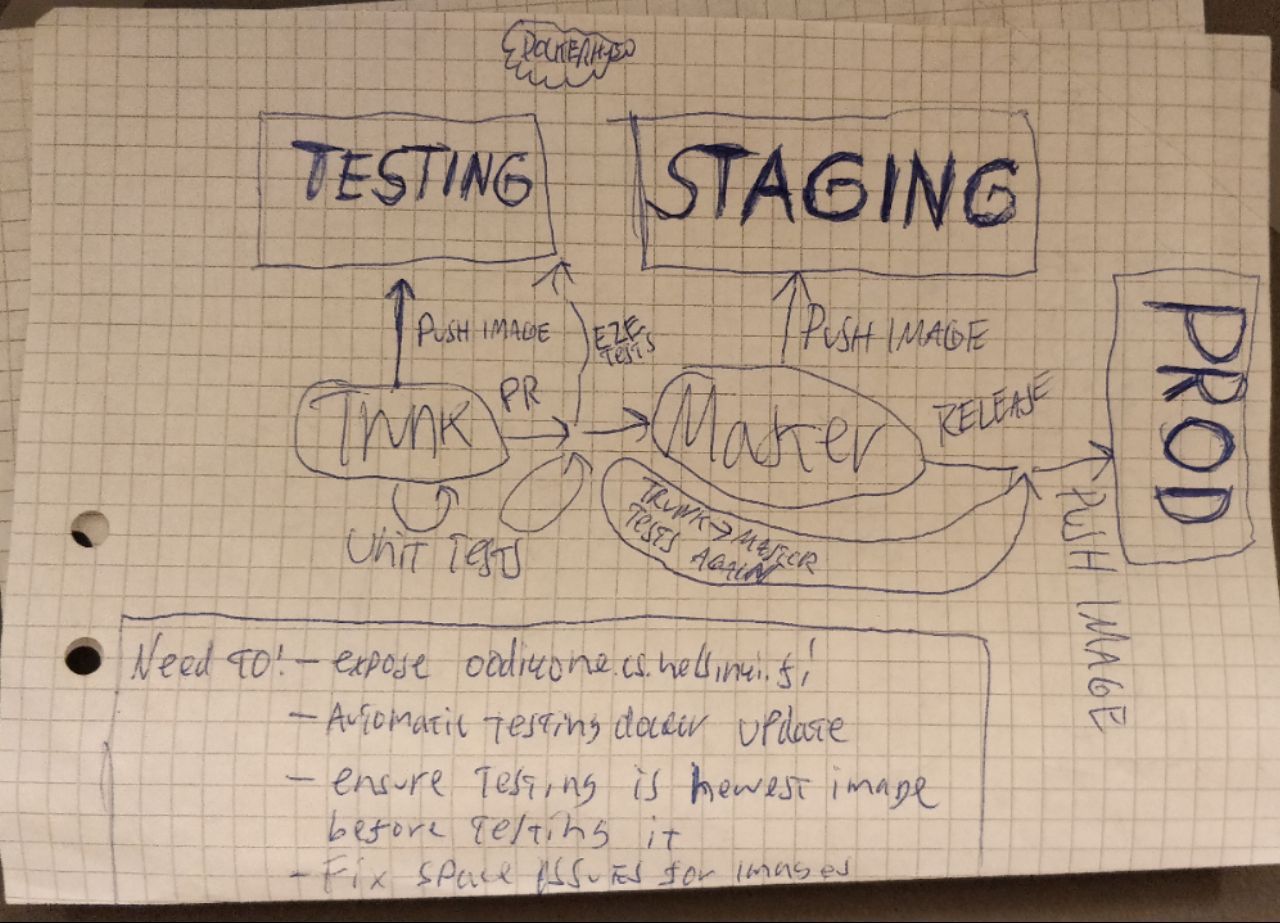 DOCKERHUB
TESTING
STAGING
PUSH IMAGE
E2E
TESTS
PUSH IMAGE
PROD
TRUNK
PR
Master
RELEASE
UNIT TESTS
TRUNK → MASTER
TESTS AGAIN
PUSH IMAGE
Need TO! - expose oodikone.cs.helsinki.fi
- Automatic testing docker update
- ensure testing is newest image
before testing it
- Fix space issues for images